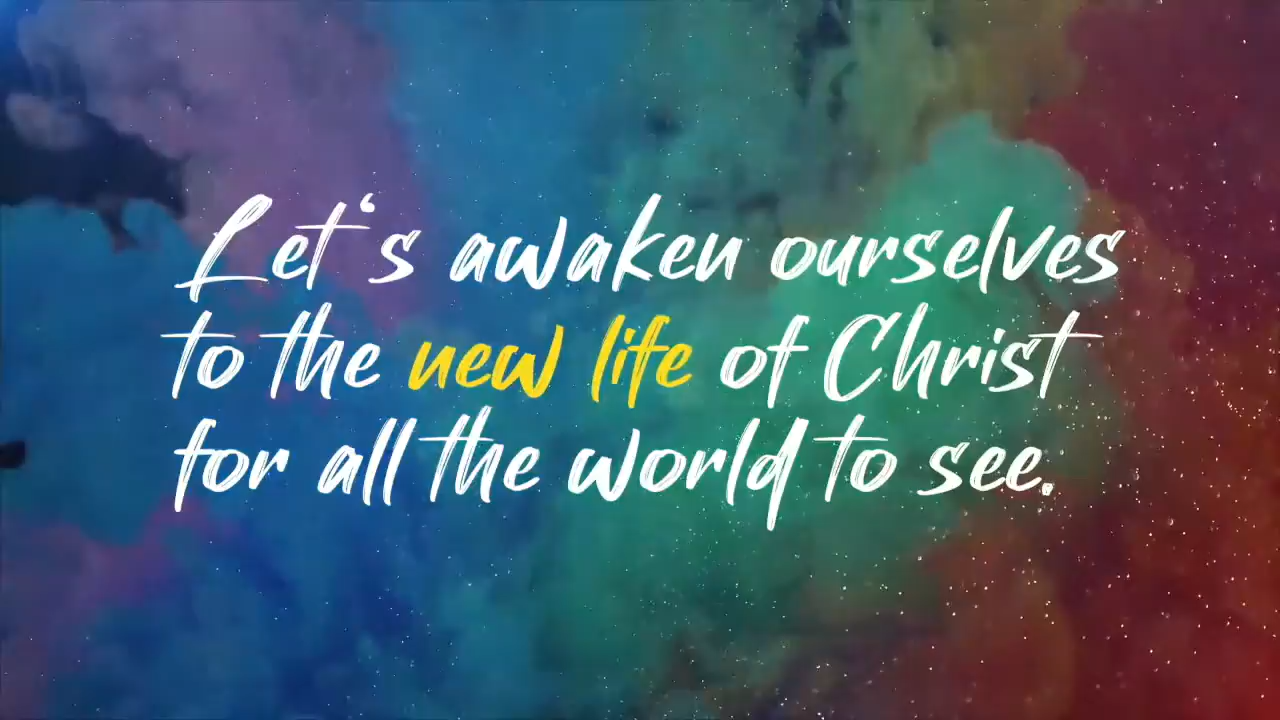 Let‘s awaken ourselves
to the new life of Christ
for all the world to see.